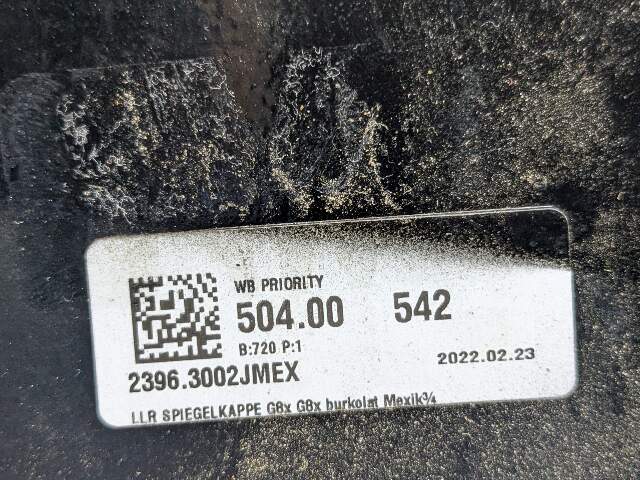 WB PRIORITY
504.00 542
B:720 P:1
2022.02.23
2396.3002JMEX
LLR SPIEGELKAPPE G8x G8x burkolat Mexik¾